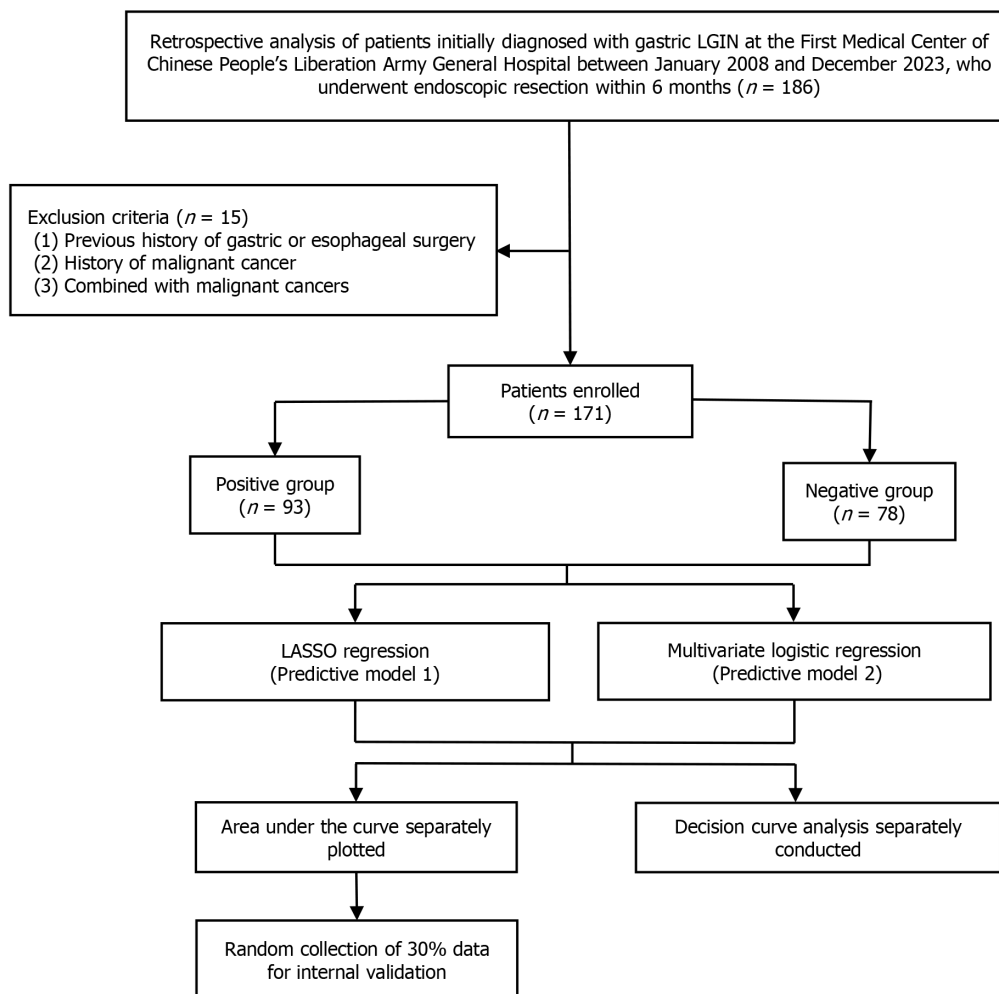 Retrospective analysis of patients initially diagnosed with gastric LGIN at the First Medical Center of
Chinese People's Liberation Army General Hospital between January 2008 and December 2023, who
underwent endoscopic resection within 6 months (n = 186)
Exclusion criteria (n = 15)
(1) Previous history of gastric or esophageal surgery
(2) History of malignant cancer
(3) Combined with malignant cancers
Patients enrolled
(n = 171)
Positive group
(n = 93)
Negative group
(n = 78)
LASSO regression
(Predictive model 1)
Multivariate logistic regression
(Predictive model 2)
Area under the curve separately
plotted
Decision curve analysis separately
conducted
Random collection of 30% data
for internal validation